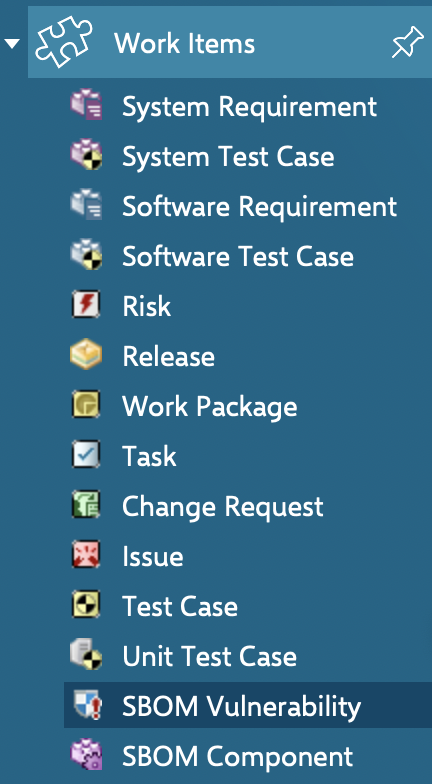 Work Items
System Requirement
System Test Case
Software Requirement
Software Test Case
Risk
Release
Work Package
Task
Change Request
Issue
Test Case
Unit Test Case
SBOM Vulnerability
SBOM Component